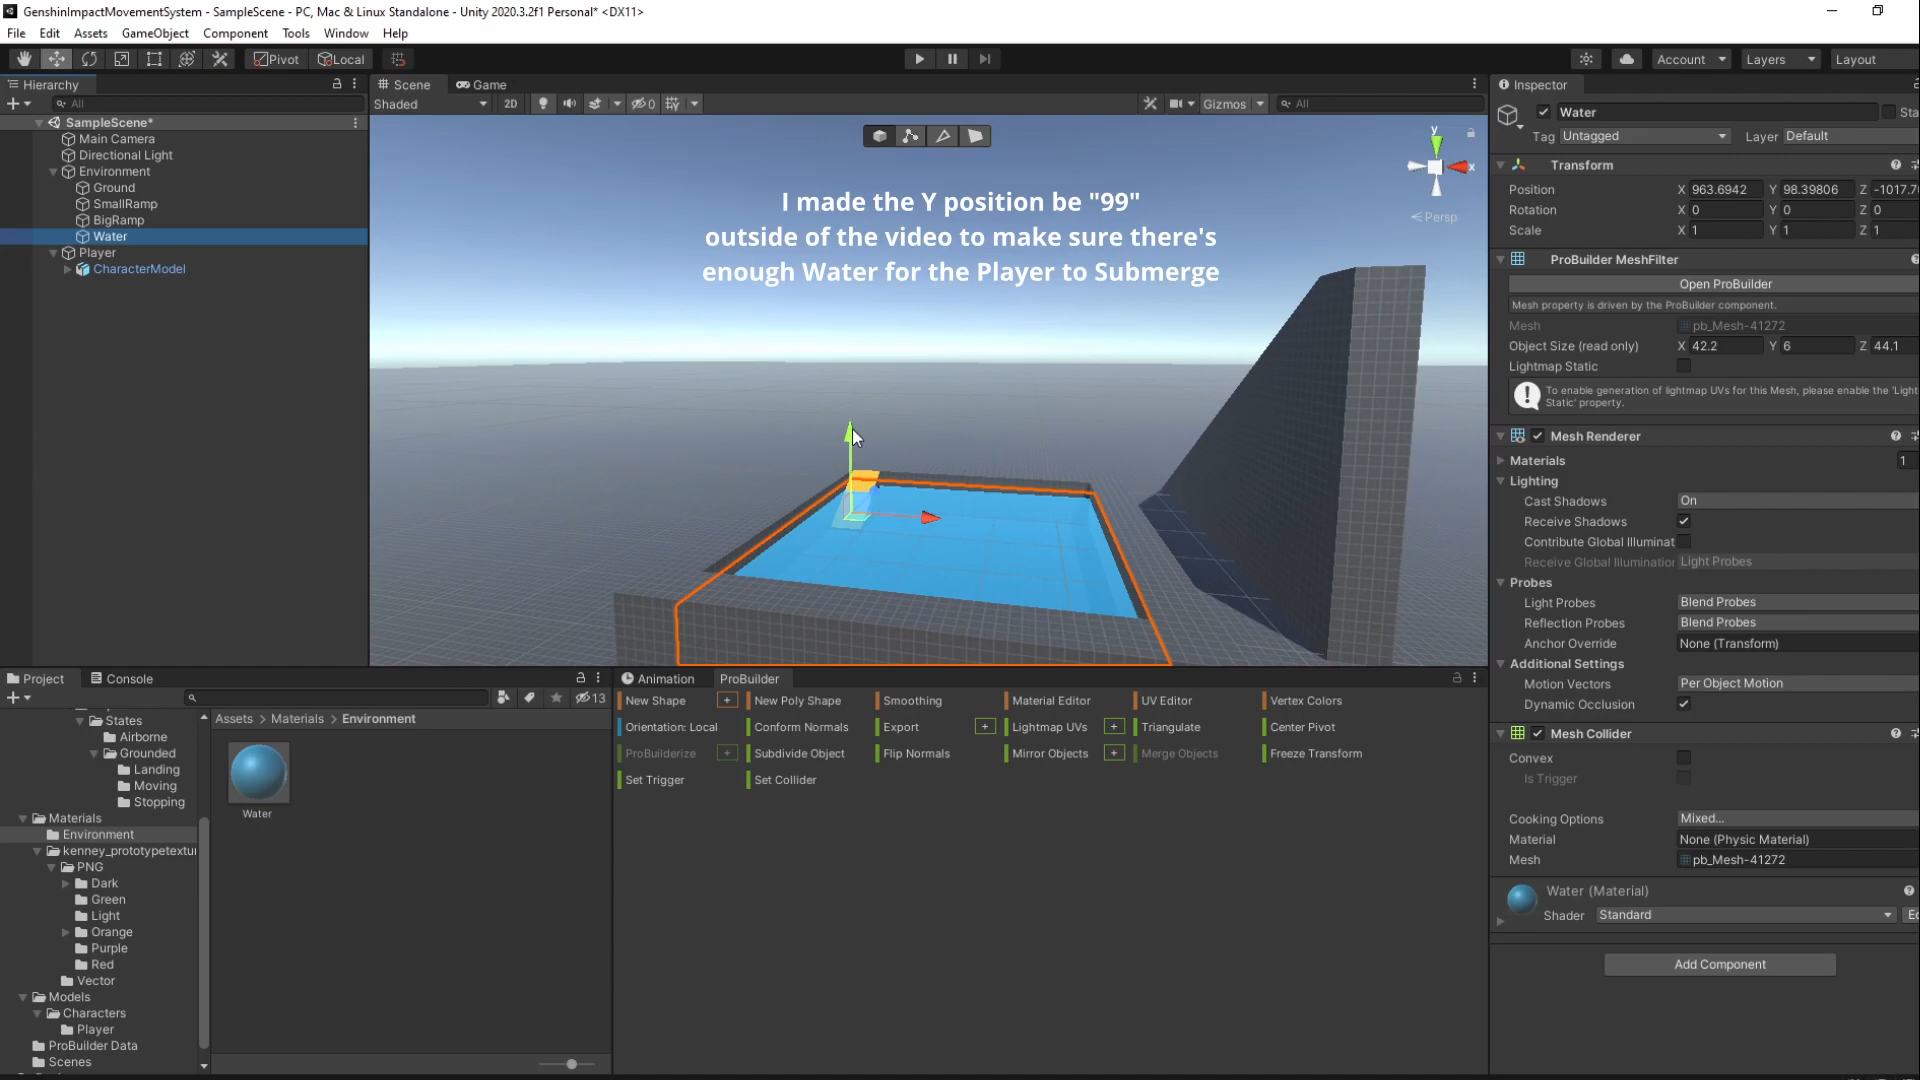 GenshinImpactMovementSystem - SampleScene - PC, Mac & Linux Standalone - Unity 2020.3.2f1 Personal* <DX11>
File Edit Assets GameObject Component Tools Window Help
Pivot Local
Account Layers Layout
Hierarchy
All
SampleScene*
Main Camera
Directional Light
Environment
Ground
SmallRamp
BigRamp
Water
Player
CharacterModel
Scene Game
Shaded 2D 0 Gizmos All
I made the Y position be "99"
outside of the video to make sure there's
enough Water for the Player to Submerge
y
x
Persp
Inspector
Water
Tag Untagged Layer Default
Transform
Position X 963.6942 Y 98.39806 Z
Rotation X 0 Y 0 Z 0
Scale X 1 Y 1 Z 1
ProBuilder MeshFilter
Open ProBuilder
Mesh property is driven by the ProBuilder component.
Mesh pb_Mesh-41272
Object Size (read only) X 42.2 Y 6 Z 44.1
Lightmap Static
To enable generation of lightmap UVs for this Mesh, please enable the 'Light
Static' property.
Mesh Renderer
Materials 1
Lighting
Cast Shadows On
Receive Shadows
Contribute Global Illuminat
Receive Global Illumination Light Probes
Probes
Light Probes Blend Probes
Reflection Probes Blend Probes
Anchor Override None (Transform)
Additional Settings
Motion Vectors Per Object Motion
Dynamic Occlusion
Mesh Collider
Convex
Is Trigger
Cooking Options Mixed...
Material None (Physic Material)
Mesh pb_Mesh-41272
Water (Material)
Shader Standard
Add Component
Project Console
13
States
Airborne
Grounded
Landing
Moving
Stopping
Materials
Environment
kenney_prototypetextur
PNG
Dark
Green
Light
Orange
Purple
Red
Vector
Models
Characters
Player
ProBuilder Data
Scenes
Assets > Materials > Environment
Water
Animation ProBuilder
New Shape + New Poly Shape Smoothing Material Editor UV Editor Vertex Colors
Orientation: Local Conform Normals Export + Lightmap UVs + Triangulate Center Pivot
ProBuilderize + Subdivide Object Flip Normals Mirror Objects + Merge Objects Freeze Transform
Set Trigger Set Collider